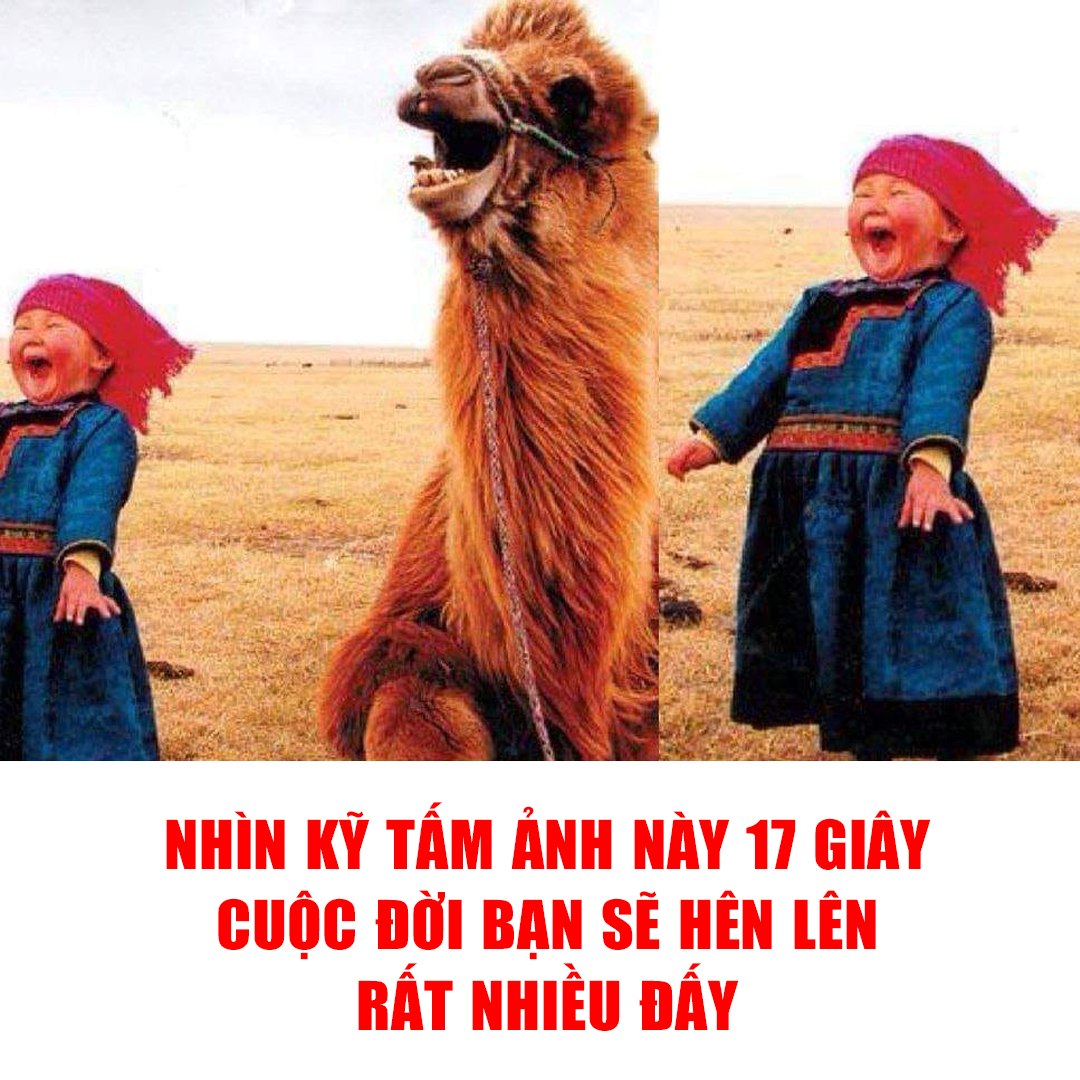 NHÌN KỸ TẤM ẢNH NÀY 17 GIÂY
CUỘC ĐỜI BẠN SẼ HÊN LÊN
RẤT NHIỀU ĐẤY